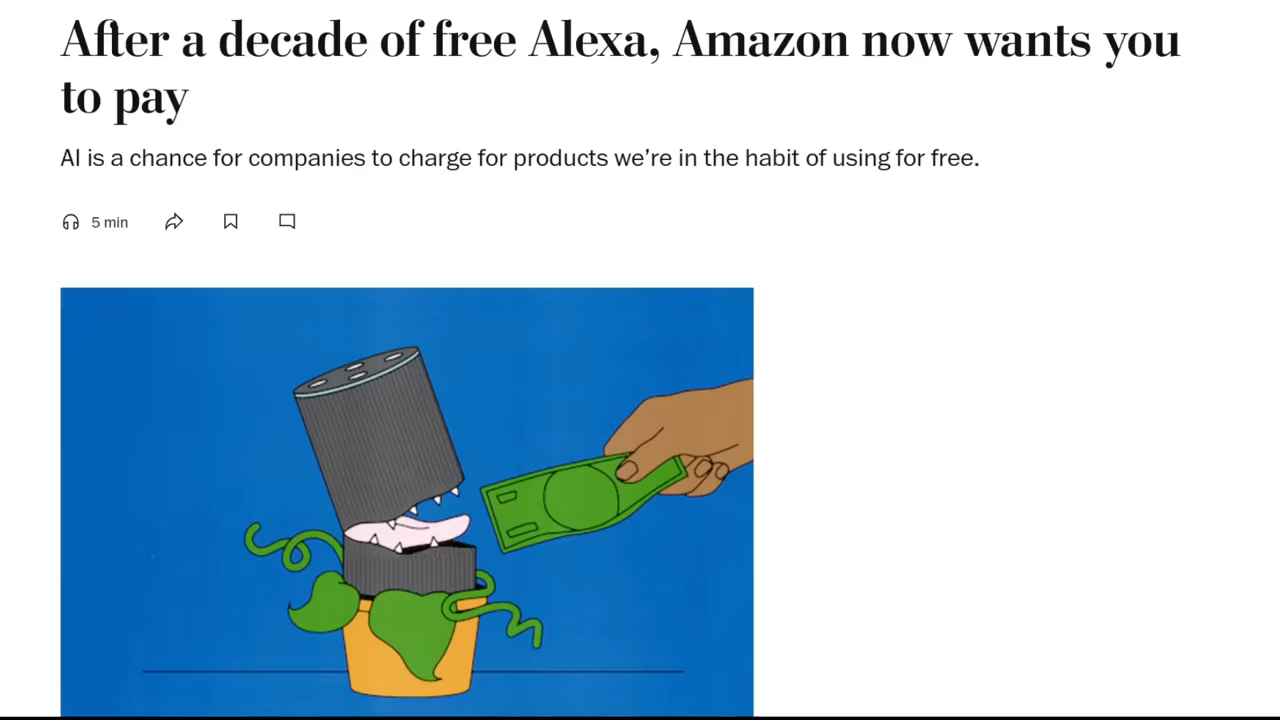 After a decade of free Alexa, Amazon now wants you
to pay
AI is a chance for companies to charge for products we’re in the habit of using for free.
5 min